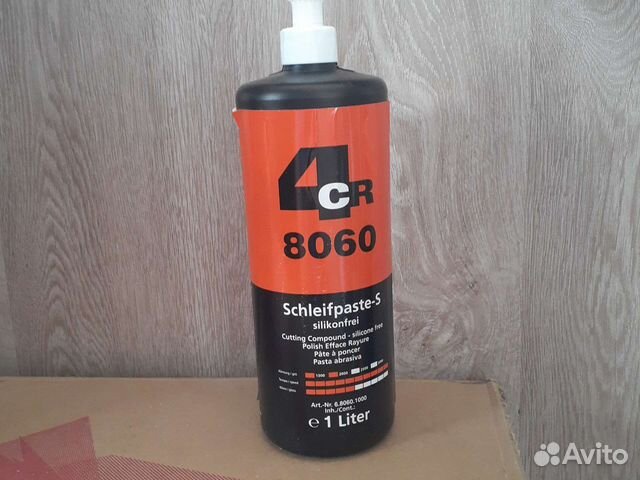 4CR
8060
Schleifpaste-S
silikonfrei
Cutting Compound - silicone free
Polish Efface Rayure
Pâte à poncer
Pasta abrasiva
Art.-Nr. 6.8060.1000
Inh./Cont.:
e 1 Liter
Avito